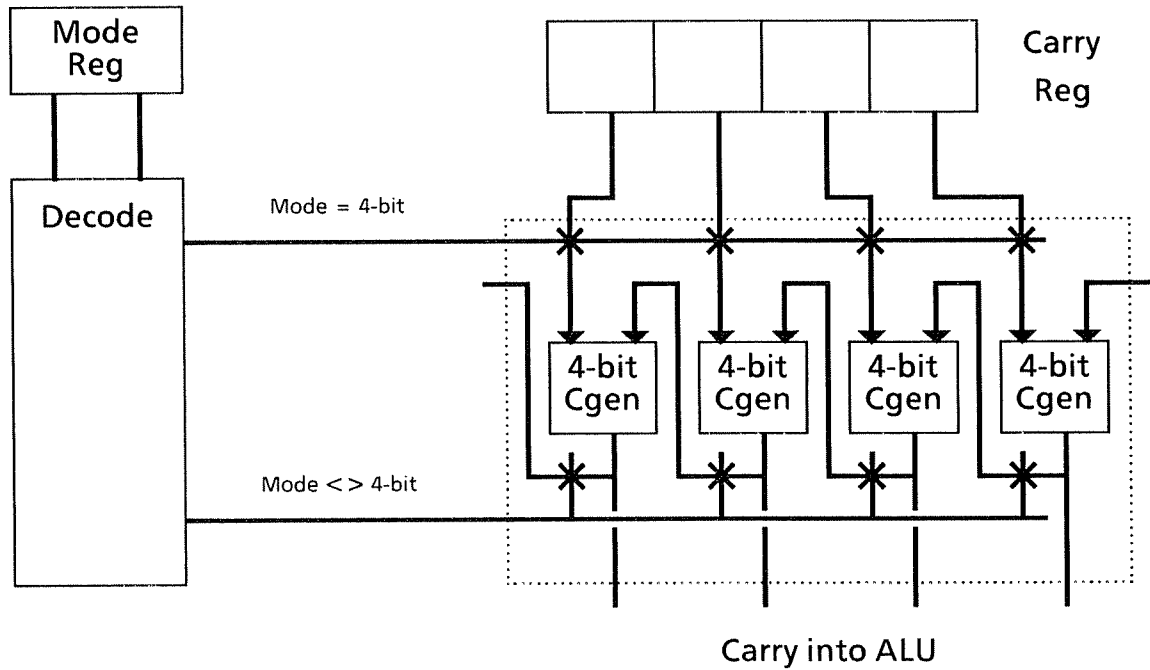 Mode
Reg
Carry
Reg
Decode
Mode = 4-bit
4-bit
Cgen
4-bit
Cgen
4-bit
Cgen
4-bit
Cgen
Mode < > 4-bit
Carry into ALU